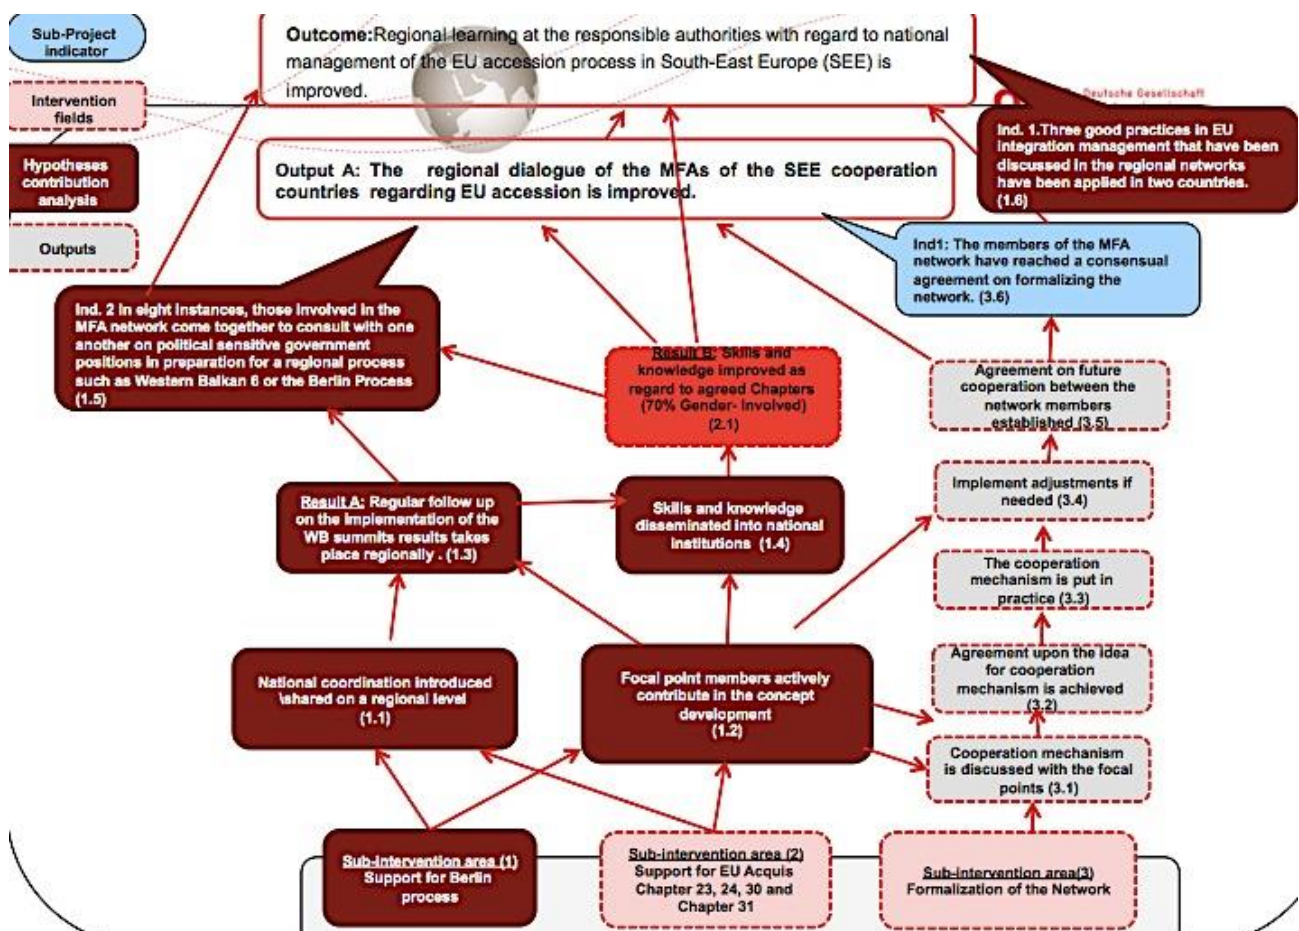 Sub-Project
indicator
Intervention
fields
Hypotheses
contribution
analysis
Outputs
Outcome:Regional learning at the responsible authorities with regard to national
management of the EU accession process in South-East Europe (SEE) is
improved.
Deutsche Gesellschaft
Output A: The regional dialogue of the MFAs of the SEE cooperation
countries regarding EU accession is improved.
Ind. 1.Three good practices in EU
integration management that have been
discussed in the regional networks
have been applied in two countries.
(1.6)
Ind1: The members of the MFA
network have reached a consensual
agreement on formalizing the
network. (3.6)
Ind. 2 In eight instances, those involved in the
MFA network come together to consult with one
another on political sensitive government
positions in preparation for a regional process
such as Western Balkan 6 or the Berlin Process
(1.5)
Result B: Skills and
knowledge improved as
regard to agreed Chapters
(70% Gender- Involved)
(2.1)
Agreement on future
cooperation between the
network members
established (3.5)
Result A: Regular follow up
on the implementation of the
WB summits results takes
place regionally . (1.3)
Skills and knowledge
disseminated into national
institutions (1.4)
Implement adjustments if
needed (3.4)
The cooperation
mechanism is put in
practice (3.3)
National coordination introduced
\shared on a regional level
(1.1)
Focal point members actively
contribute in the concept
development
(1.2)
Agreement upon the idea
for cooperation
mechanism is achieved
(3.2)
Cooperation mechanism
is discussed with the focal
points (3.1)
Sub-intervention area (1)
Support for Berlin
process
Sub-intervention area (2)
Support for EU Acquis
Chapter 23, 24, 30 and
Chapter 31
Sub-intervention area(3)
Formalization of the Network